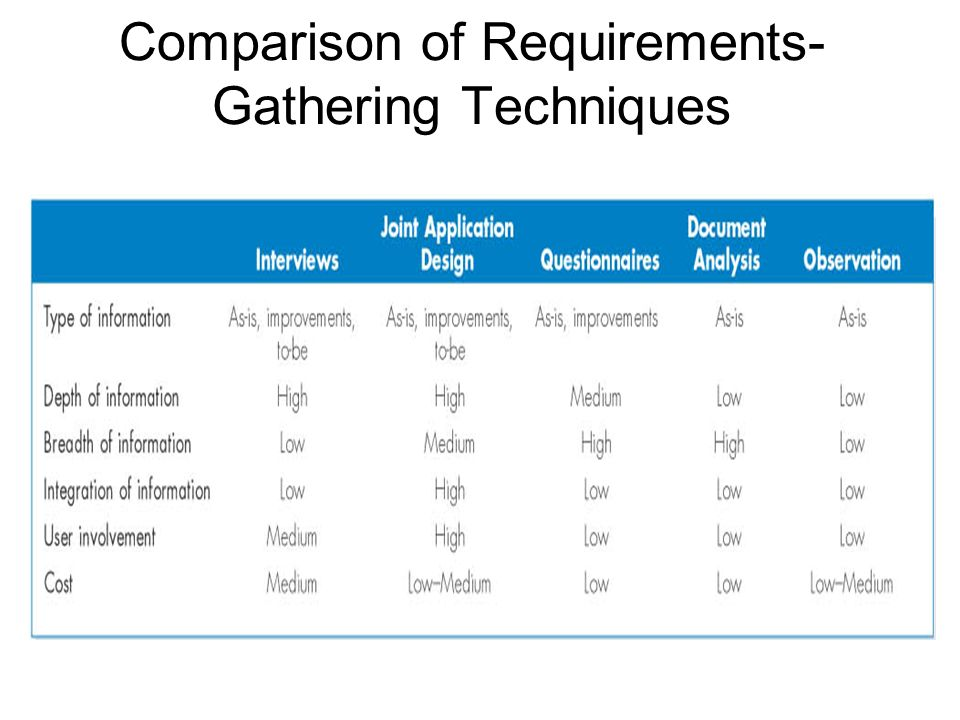 Comparison of Requirements-
Gathering Techniques
Interviews Joint Application Design Questionnaires Document Analysis Observation
Type of information As-is, improvements, to-be As-is, improvements, to-be As-is, improvements As-is As-is
Depth of information High High Medium Low Low
Breadth of information Low Medium High High Low
Integration of information Low High Low Low Low
User involvement Medium High Low Low Low
Cost Medium Low–Medium Low Low Low–Medium